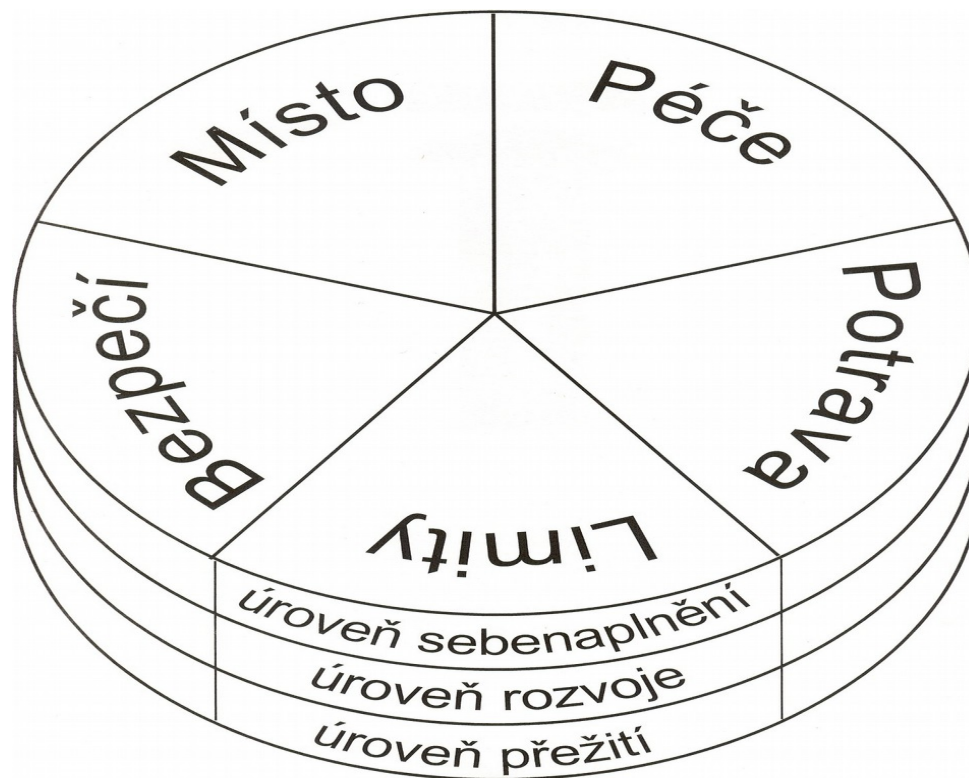 Místo
Péče
Bezpečí
Potrava
Limity
úroveň sebenaplnění
úroveň rozvoje
úroveň přežití